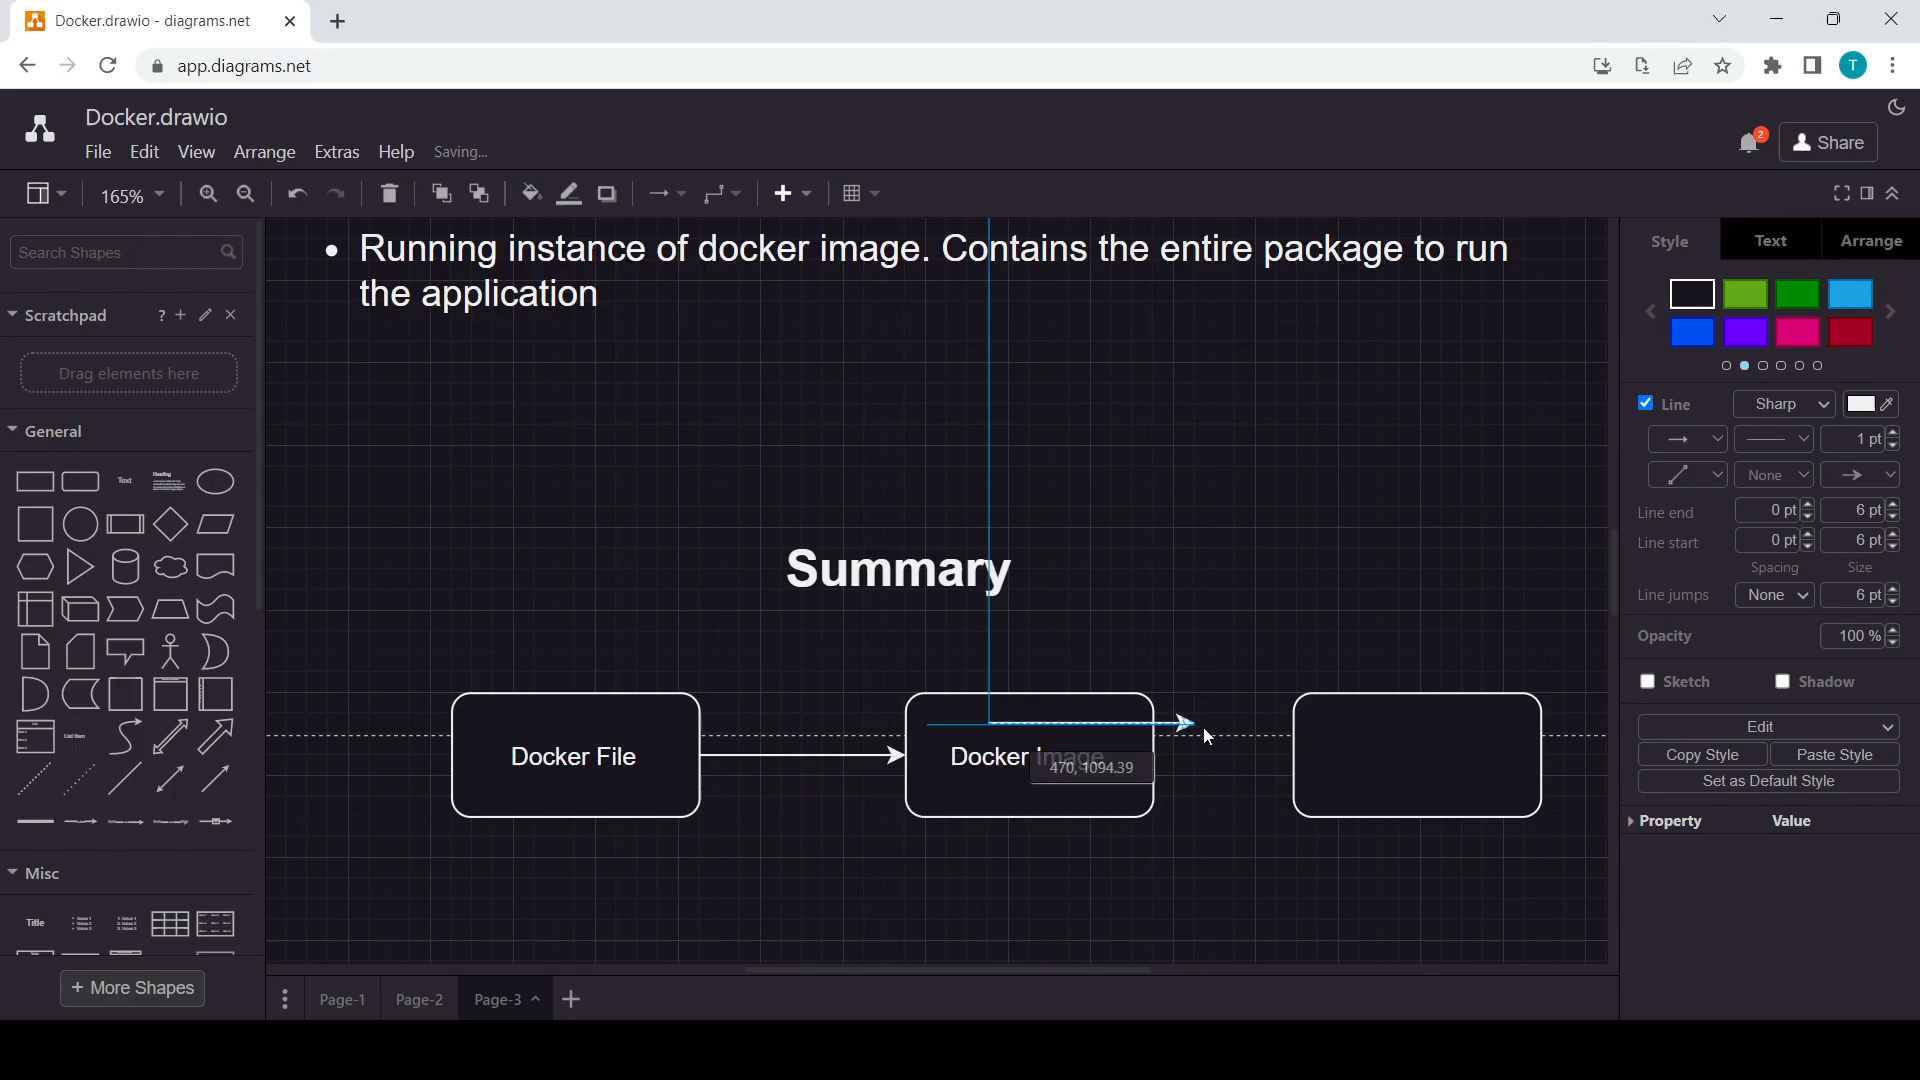 Docker.drawio - diagrams.net
app.diagrams.net
T
Docker.drawio
File Edit View Arrange Extras Help Saving...
2
Share
165%
Search Shapes
Scratchpad
?
Drag elements here
General
Text
Heading
List Item
Misc
Title
+ More Shapes
Running instance of docker image. Contains the entire package to run
the application
Summary
Docker File
Docker Image
470, 1094.39
Page-1 Page-2 Page-3
Style Text Arrange
Line Sharp
1 pt
None
Line end 0 pt 6 pt
Line start 0 pt 6 pt
Spacing Size
Line jumps None 6 pt
Opacity 100 %
Sketch Shadow
Edit
Copy Style Paste Style
Set as Default Style
Property Value